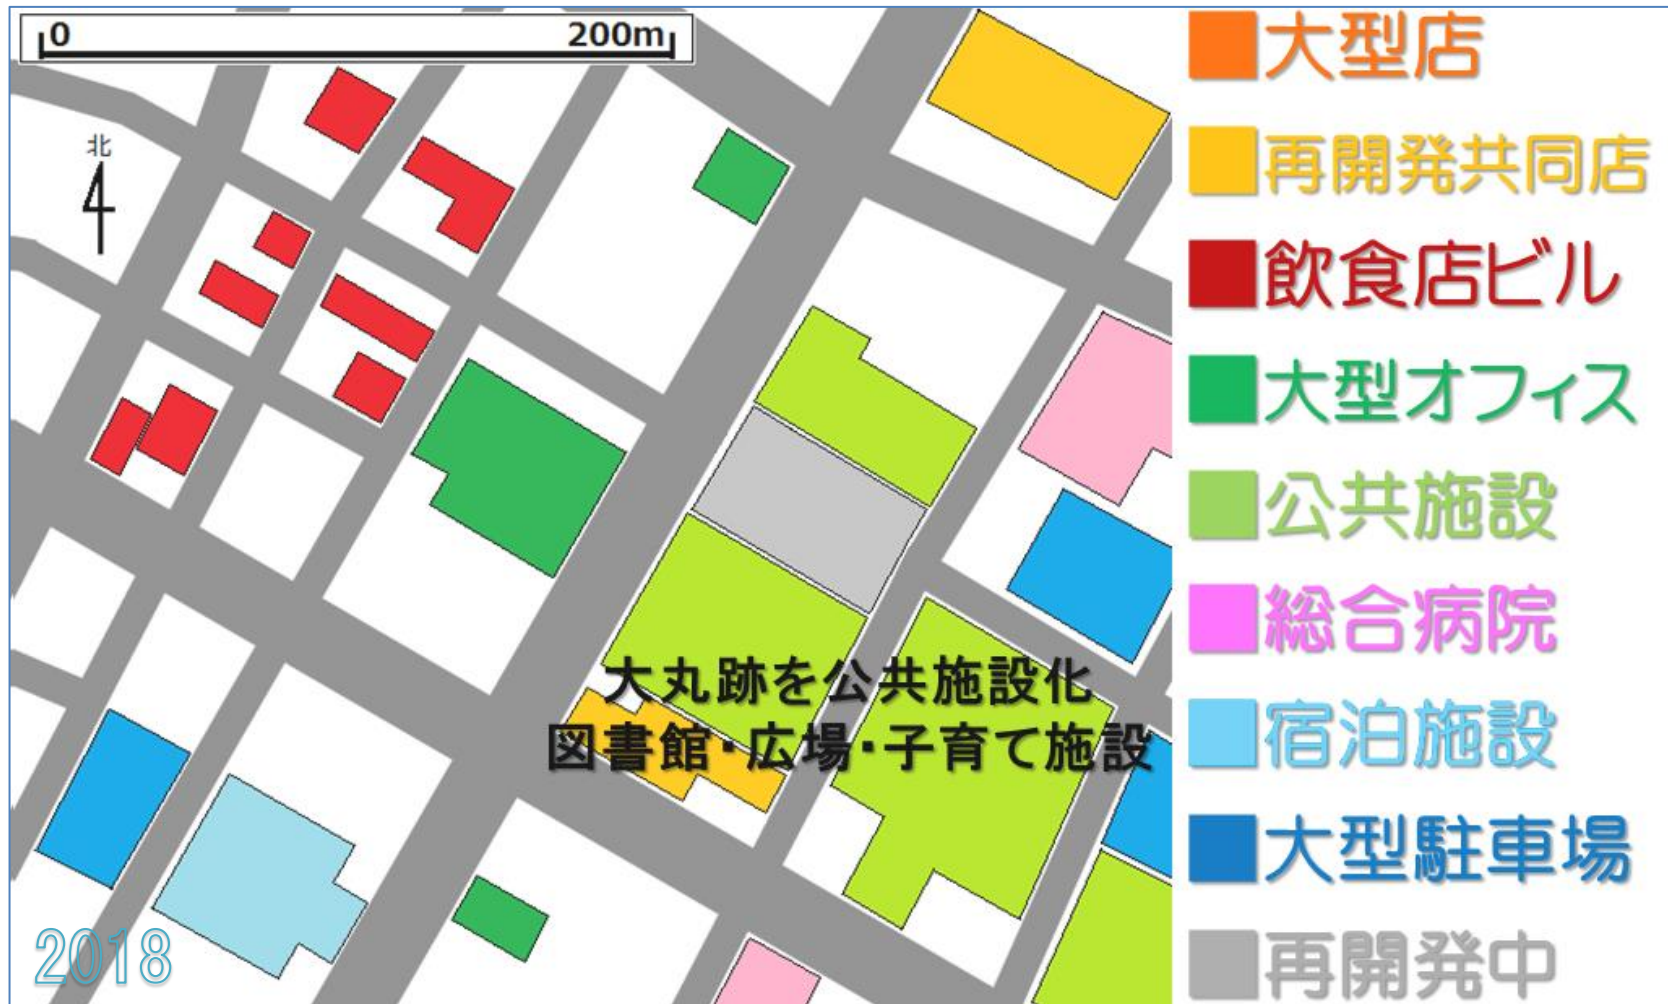 0 200m
北
大丸跡を公共施設化
図書館・広場・子育て施設
2018
大型店
再開発共同店
飲食店ビル
大型オフィス
公共施設
総合病院
宿泊施設
大型駐車場
再開発中